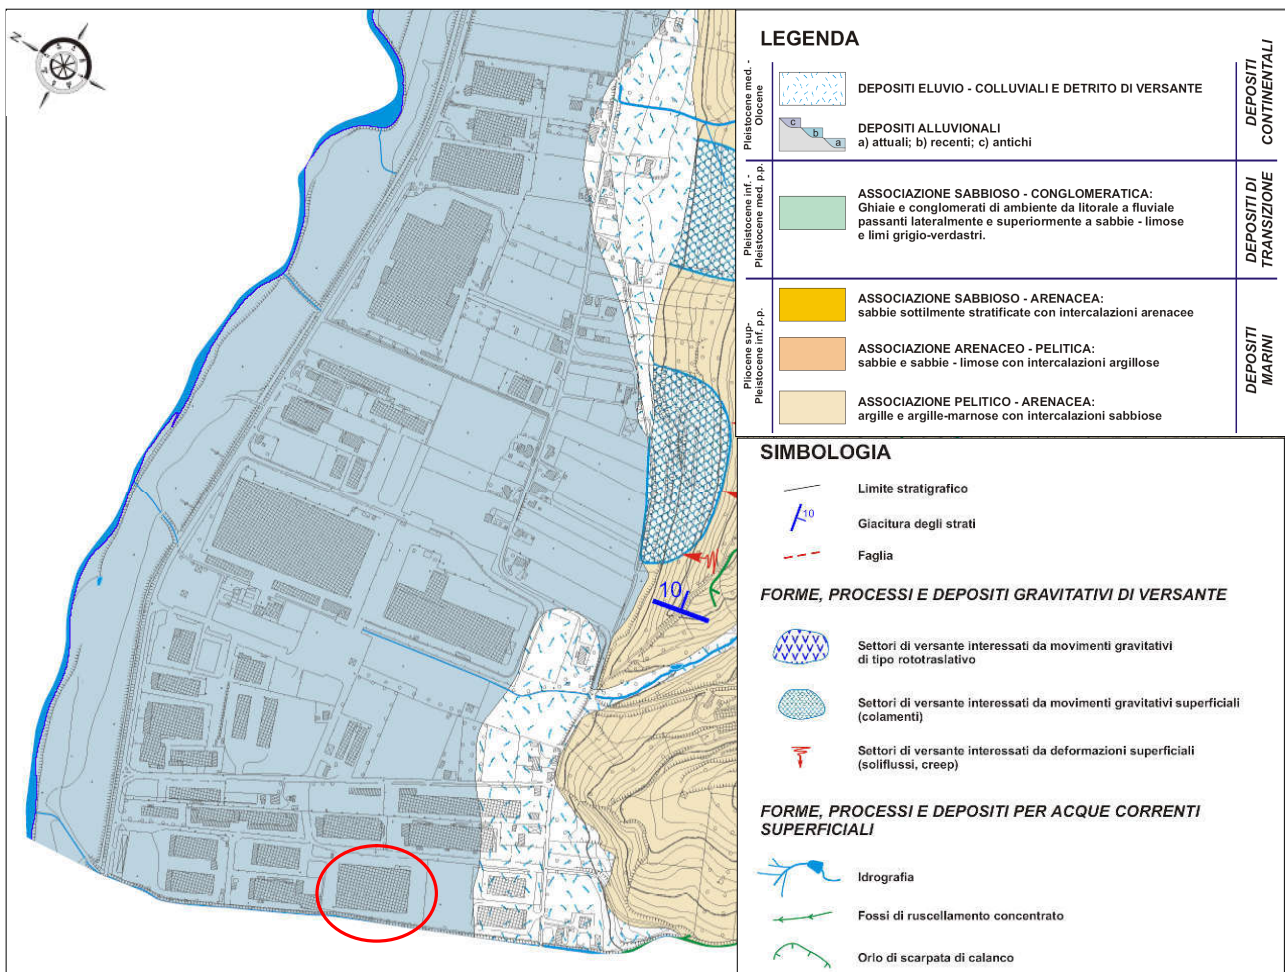 N
LEGENDA
Pleistocene med. -
Olocene
DEPOSITI ELUVIO - COLLUVIALI E DETRITO DI VERSANTE
c
b
a
DEPOSITI ALLUVIONALI
a) attuali; b) recenti; c) antichi
DEPOSITI
CONTINENTALI
Pleistocene inf. -
Pleistocene med. p.p.
ASSOCIAZIONE SABBIOSO - CONGLOMERATICA:
Ghiaie e conglomerati di ambiente da litorale a fluviale
passanti lateralmente e superiormente a sabbie - limose
e limi grigio-verdastri.
DEPOSITI DI
TRANSIZIONE
Pliocene sup-
Pleistocene inf. p.p.
ASSOCIAZIONE SABBIOSO - ARENACEA:
sabbie sottilmente stratificate con intercalazioni arenacee
ASSOCIAZIONE ARENACEO - PELITICA:
sabbie e sabbie - limose con intercalazioni argillose
ASSOCIAZIONE PELITICO - ARENACEA:
argille e argille-marnose con intercalazioni sabbiose
DEPOSITI
MARINI
SIMBOLOGIA
Limite stratigrafico
10
Giacitura degli strati
Faglia
FORME, PROCESSI E DEPOSITI GRAVITATIVI DI VERSANTE
Settori di versante interessati da movimenti gravitativi
di tipo rototraslativo
Settori di versante interessati da movimenti gravitativi superficiali
(colamenti)
Settori di versante interessati da deformazioni superficiali
(soliflussi, creep)
FORME, PROCESSI E DEPOSITI PER ACQUE CORRENTI
SUPERFICIALI
Idrografia
Fossi di ruscellamento concentrato
Orlo di scarpata di calanco
10